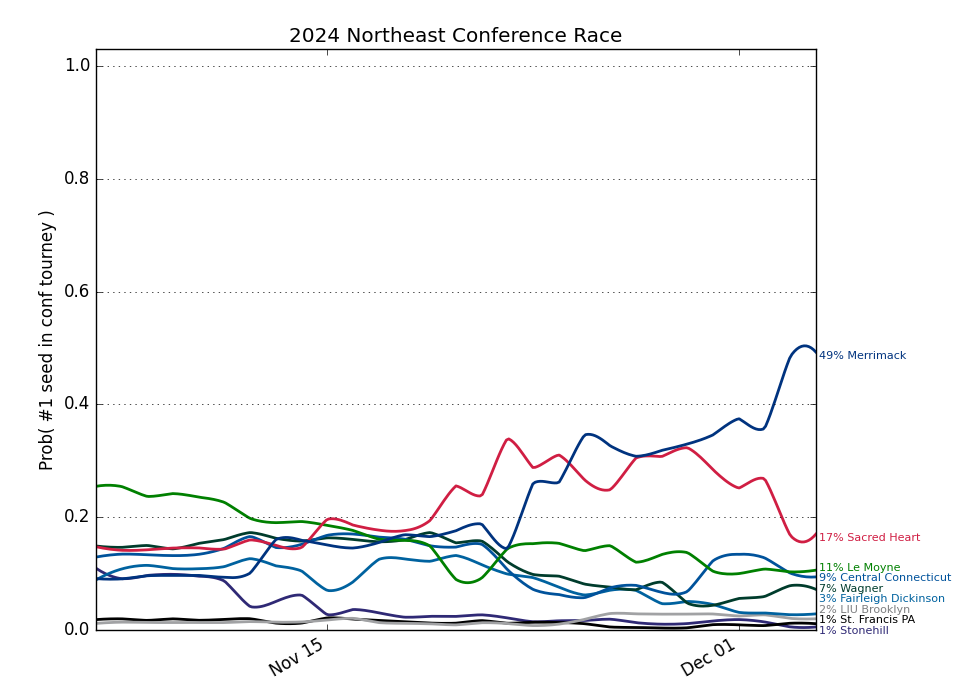 2024 Northeast Conference Race
Prob( #1 seed in conf tourney )
1.0
0.8
0.6
0.4
0.2
0.0
Nov 15
Dec 01
49% Merrimack
17% Sacred Heart
11% Le Moyne
9% Central Connecticut
7% Wagner
3% Fairleigh Dickinson
2% LIU Brooklyn
1% St. Francis PA
1% Stonehill